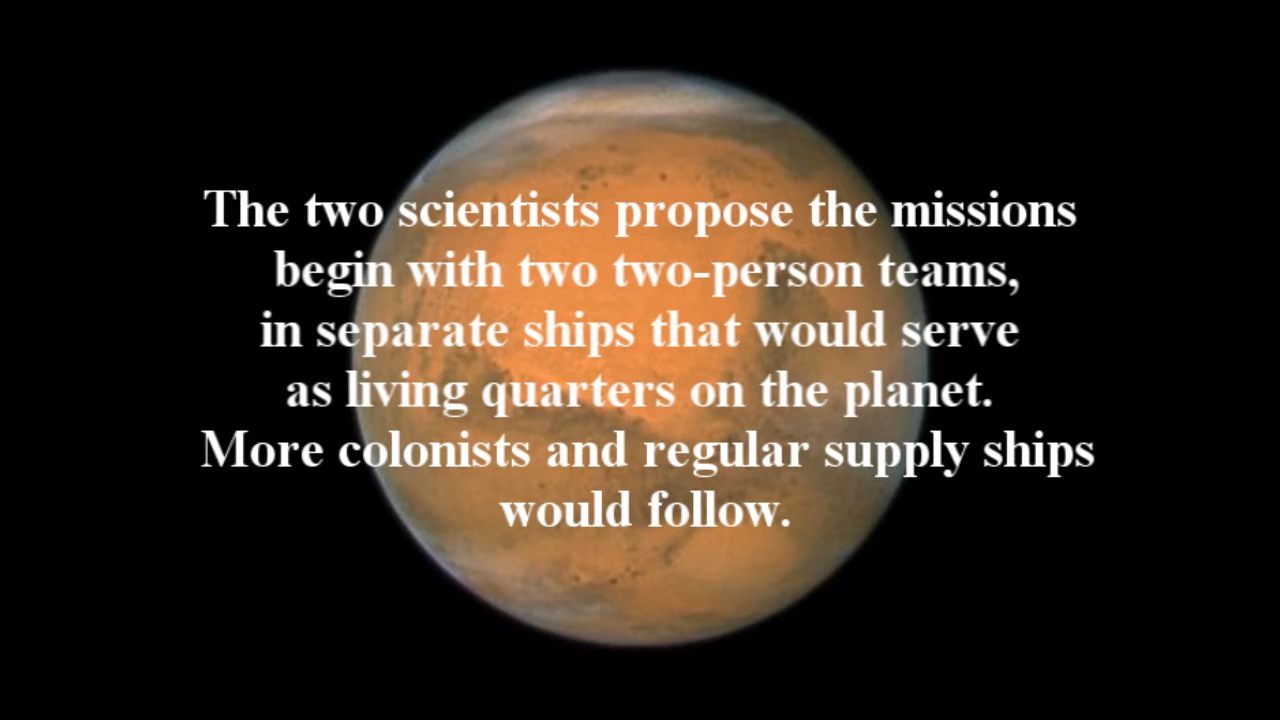 The two scientists propose the missions
begin with two two-person teams,
in separate ships that would serve
as living quarters on the planet.
More colonists and regular supply ships
would follow.